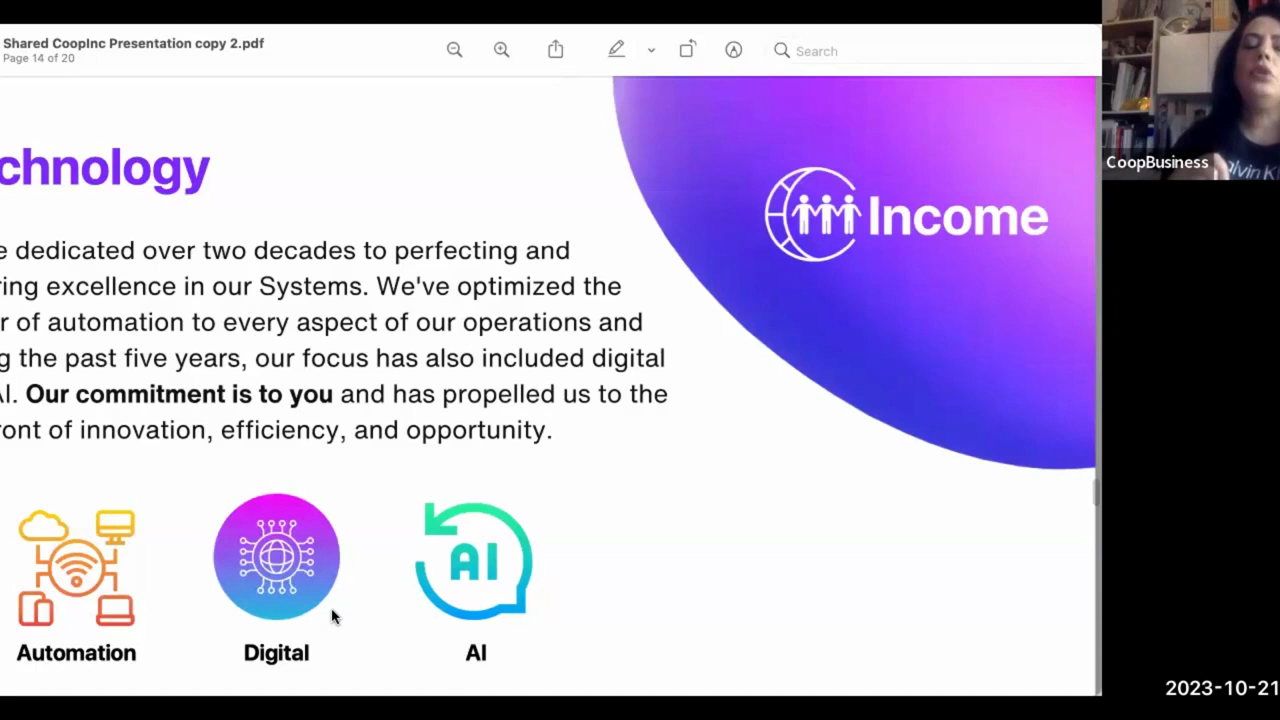 Shared CoopInc Presentation copy 2.pdf
Page 14 of 20
Search
CoopBusiness
chnology
Income
e dedicated over two decades to perfecting and
ring excellence in our Systems. We've optimized the
r of automation to every aspect of our operations and
g the past five years, our focus has also included digital
AI. Our commitment is to you and has propelled us to the
ront of innovation, efficiency, and opportunity.
AI
Automation
Digital
AI
2023-10-21